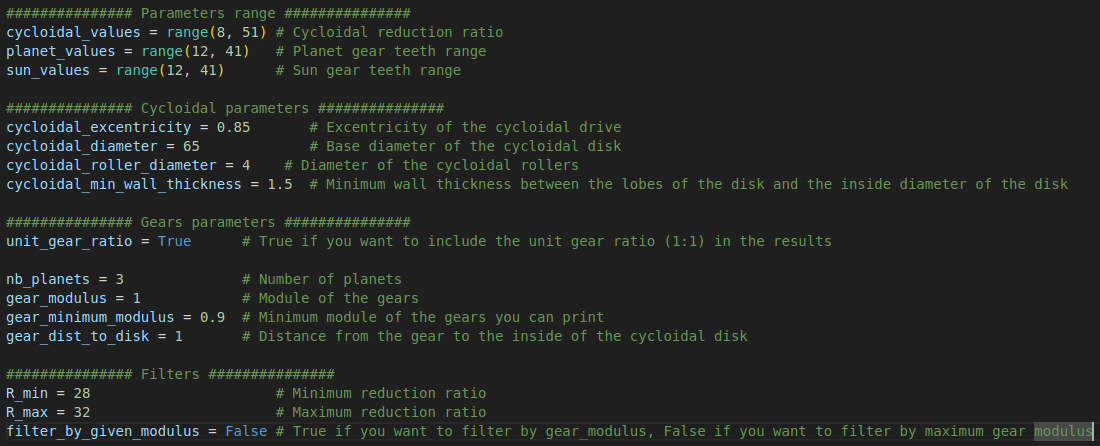 ############### Parameters range ###############
cycloidal_values = range(8, 51) # Cycloidal reduction ratio
planet_values = range(12, 41)   # Planet gear teeth range
sun_values = range(12, 41)      # Sun gear teeth range

############### Cycloidal parameters ###############
cycloidal_excentricity = 0.85       # Excentricity of the cycloidal drive
cycloidal_diameter = 65             # Base diameter of the cycloidal disk
cycloidal_roller_diameter = 4    # Diameter of the cycloidal rollers
cycloidal_min_wall_thickness = 1.5  # Minimum wall thickness between the lobes of the disk and the inside diameter of the disk

############### Gears parameters ###############
unit_gear_ratio = True      # True if you want to include the unit gear ratio (1:1) in the results

nb_planets = 3              # Number of planets
gear_modulus = 1            # Module of the gears
gear_minimum_modulus = 0.9  # Minimum module of the gears you can print
gear_dist_to_disk = 1       # Distance from the gear to the inside of the cycloidal disk

############### Filters ###############
R_min = 28                      # Minimum reduction ratio
R_max = 32                      # Maximum reduction ratio
filter_by_given_modulus = False # True if you want to filter by gear_modulus, False if you want to filter by maximum gear modulus